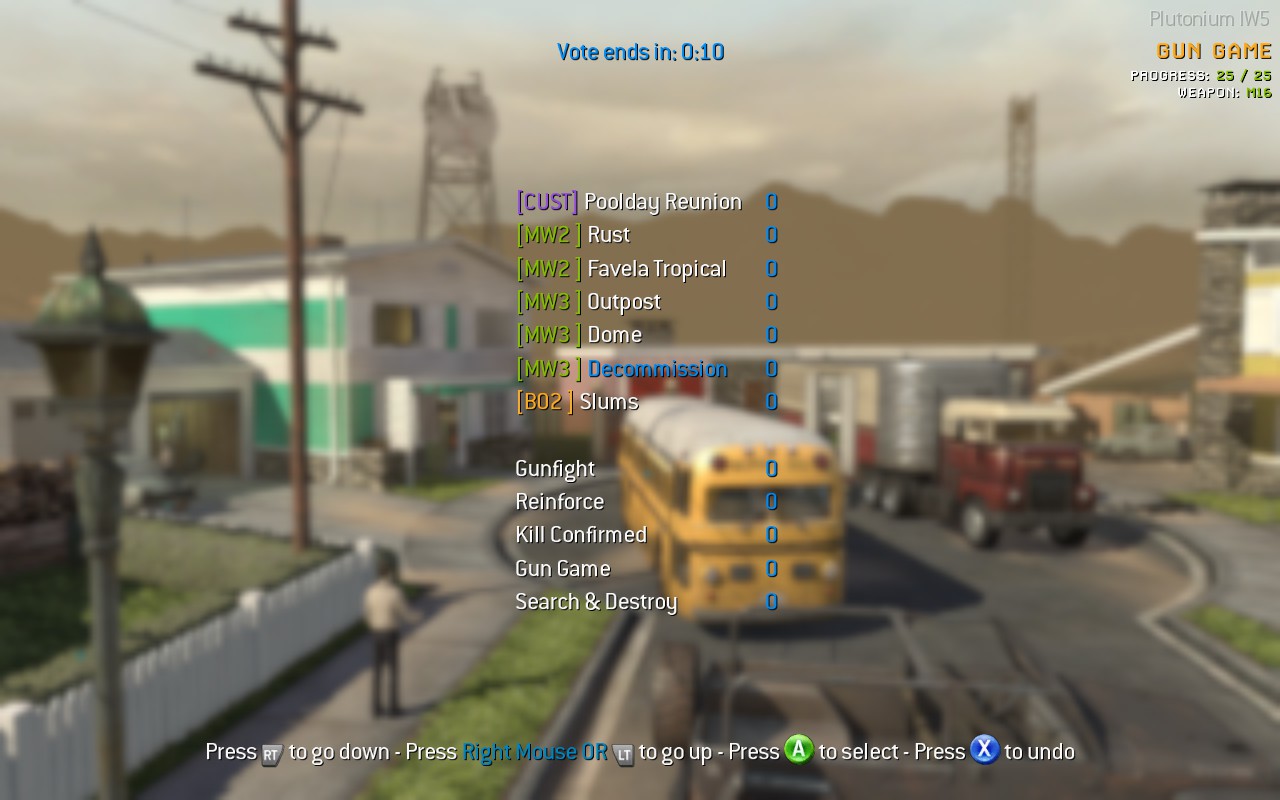 Plutonium IW5
Vote ends in: 0:10
GUN GAME
PROGRESS: 25 / 25
WEAPON: M16
[CUST] Poolday Reunion 0
[MW2 ] Rust 0
[MW2 ] Favela Tropical 0
[MW3 ] Outpost 0
[MW3 ] Dome 0
[MW3 ] Decommission 0
[BO2 ] Slums 0
Gunfight 0
Reinforce 0
Kill Confirmed 0
Gun Game 0
Search & Destroy 0
Press RT to go down - Press Right Mouse OR LT to go up - Press A to select - Press X to undo